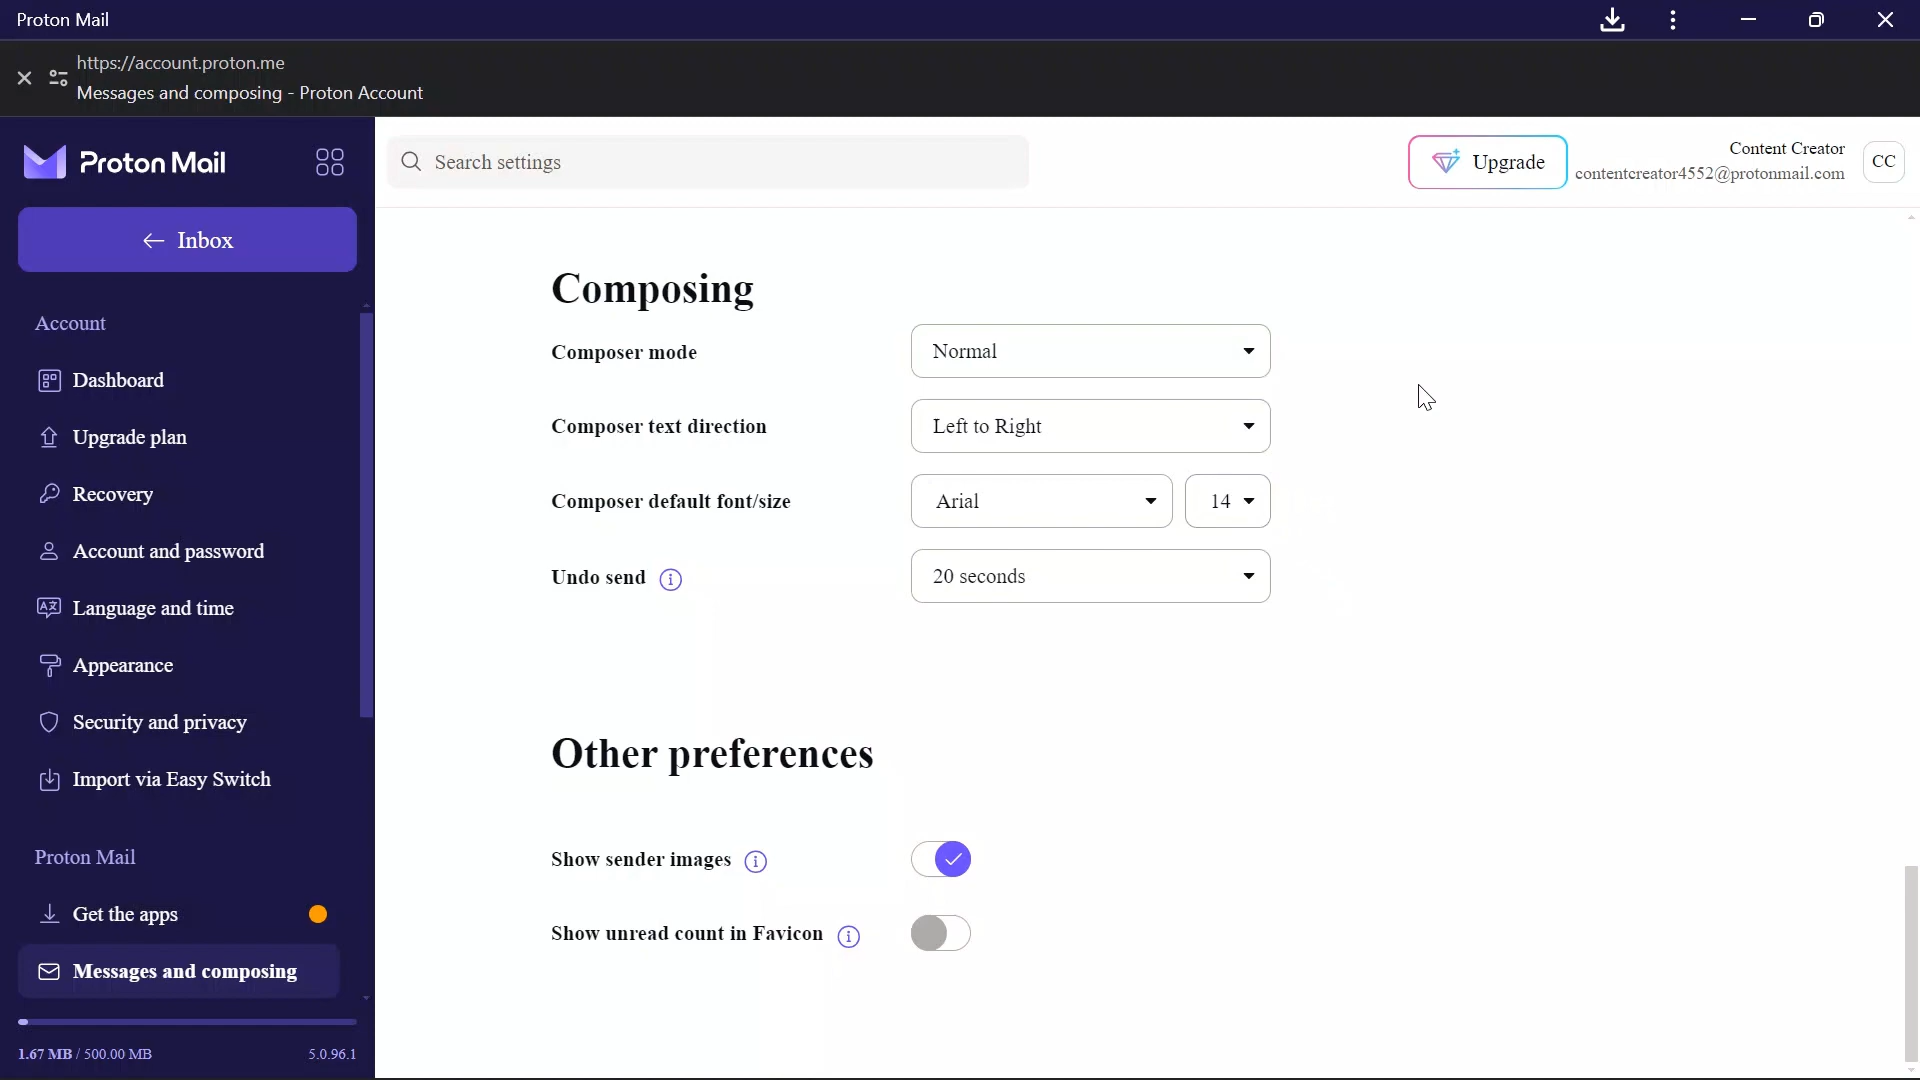 Proton Mail
https://account.proton.me
Messages and composing - Proton Account
Proton Mail
Inbox
Account
Dashboard
Upgrade plan
Recovery
Account and password
Language and time
Appearance
Security and privacy
Import via Easy Switch
Proton Mail
Get the apps
Messages and composing
1.67 MB / 500.00 MB
5.0.96.1
Search settings
Upgrade
Content Creator
contentcreator4552@protonmail.com
CC
Composing
Composer mode
Normal
Composer text direction
Left to Right
Composer default font/size
Arial
14
Undo send
20 seconds
Other preferences
Show sender images
Show unread count in Favicon